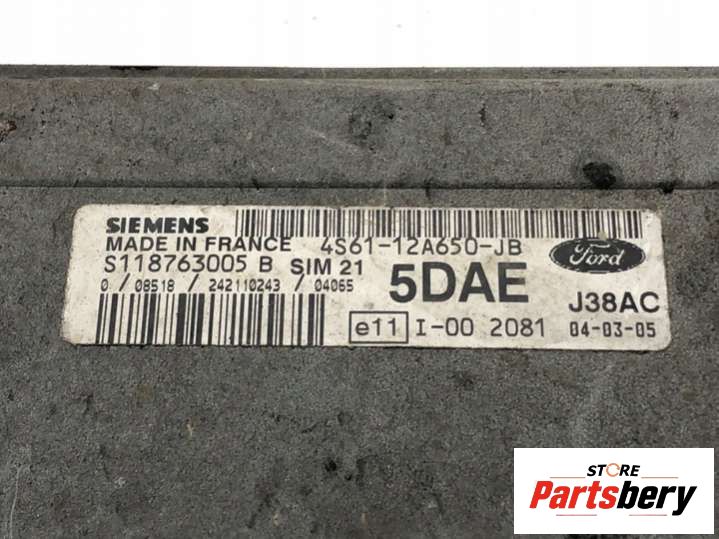 SIEMENS
MADE IN FRANCE 4S61-12A650-JB
S118763005 B SIM 21
0 / 08518 / 242110243 / 04065
5DAE
Ford
J38AC
e11 I-00 2081 04-03-05
STORE
Partsbery